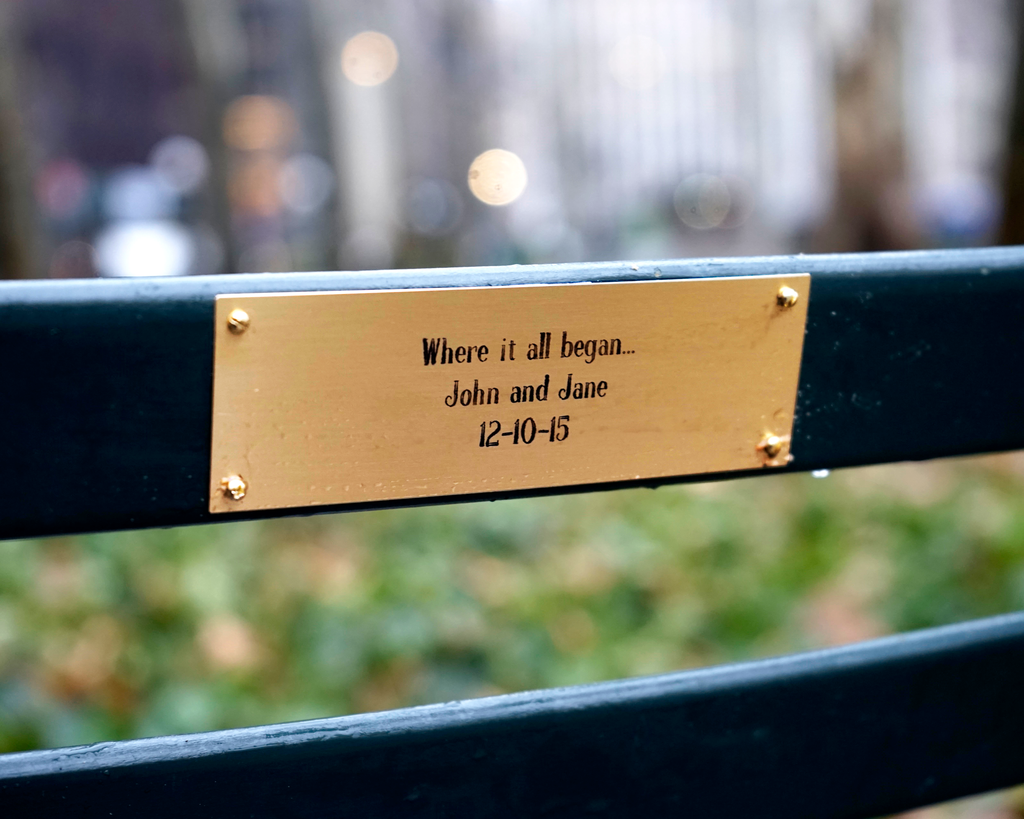 Where it all began...
John and Jane
12-10-15